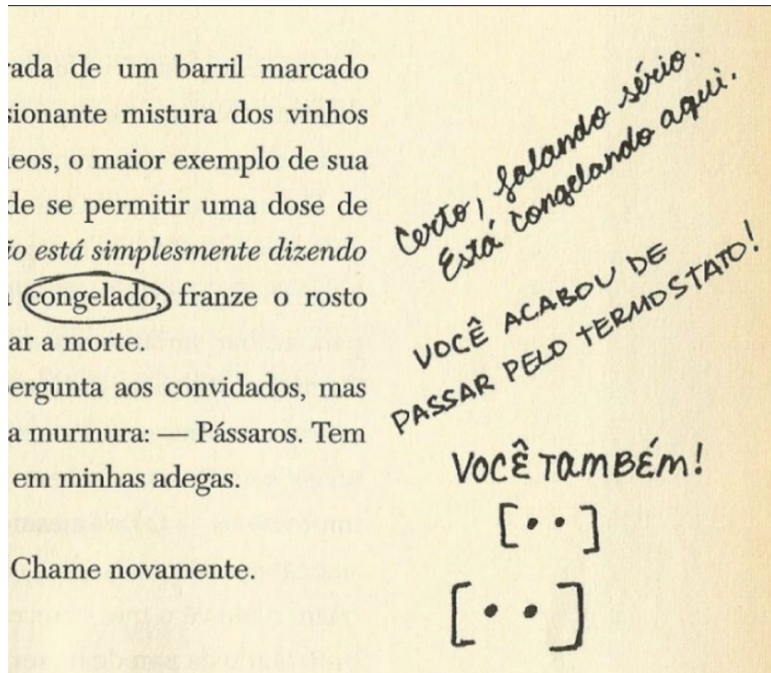 rada de um barril marcado
sionante mistura dos vinhos
eos, o maior exemplo de sua
de se permitir uma dose de
ão está simplesmente dizendo
congelado, franze o rosto
ar a morte.
ergunta aos convidados, mas
a murmura: — Pássaros. Tem
em minhas adegas.
Chame novamente.
Certo, falando sério.
Está congelando aqui.
VOCÊ ACABOU DE
PASSAR PELO TERMOSTATO!
VOCÊ TAMBÉM!
[··]
[··]